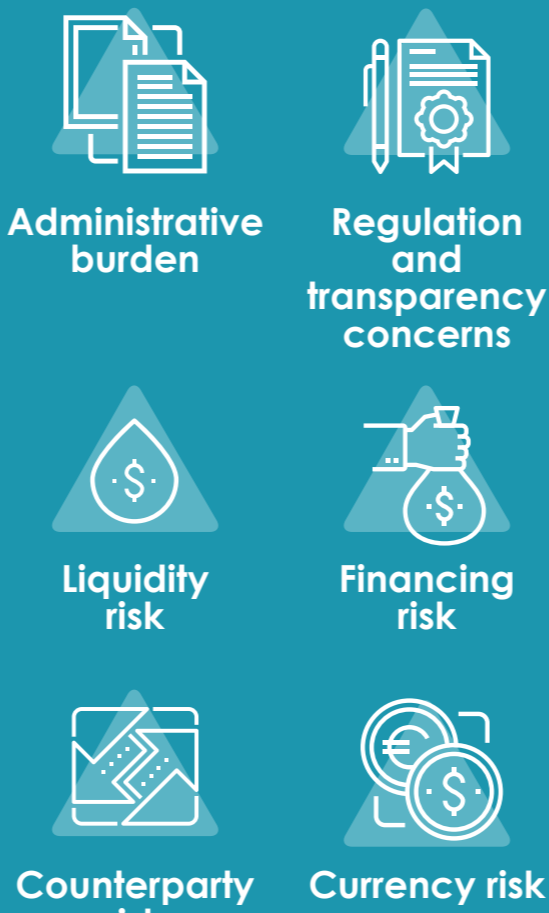 Administrative
burden
Regulation
and
transparency
concerns
$
Liquidity
risk
$
Financing
risk
€
$
Counterparty
Currency risk